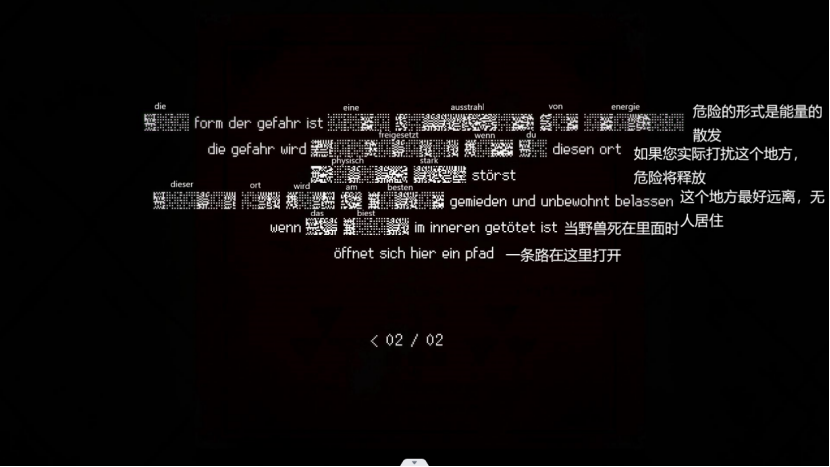 die eine ausstrahl von energie
form der gefahr ist
危险的形式是能量的
散发
freigesetzt wenn du
die gefahr wird diesen ort
如果您实际打扰这个地方，
危险将释放
physisch stark
störst
dieser ort wird am besten
gemieden und unbewohnt belassen
这个地方最好远离，无
人居住
das biest
wenn im inneren getötet ist
当野兽死在里面时
öffnet sich hier ein pfad
一条路在这里打开
< 02 / 02